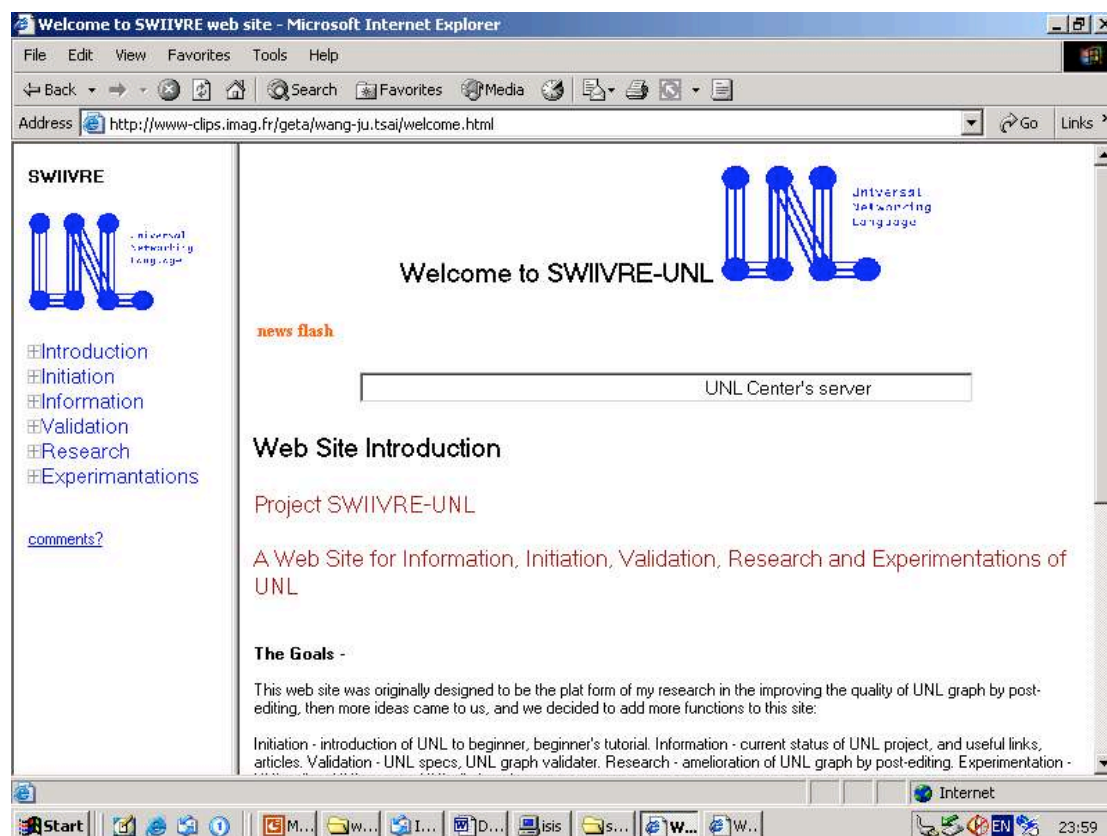 Welcome to SWIIVRE web site - Microsoft Internet Explorer
File Edit View Favorites Tools Help
Back Search Favorites Media
Address http://www-clips.imag.fr/geta/wang-ju.tsai/welcome.html Go Links
SWIIVRE
Universal
Networking
Language
Introduction
Initiation
Information
Validation
Research
Experimantations
comments?
Universal
Networking
Language
Welcome to SWIIVRE-UNL
news flash
UNL Center's server
Web Site Introduction
Project SWIIVRE-UNL
A Web Site for Information, Initiation, Validation, Research and Experimentations of
UNL
The Goals -
This web site was originally designed to be the plat form of my research in the improving the quality of UNL graph by post-
editing, then more ideas came to us, and we decided to add more functions to this site:
Initiation - introduction of UNL to beginner, beginner's tutorial. Information - current status of UNL project, and useful links,
articles. Validation - UNL specs, UNL graph validater. Research - amelioration of UNL graph by post-editing. Experimentation -
Internet
Start M... w... I... D... isis s... W... W.. EN 23:59